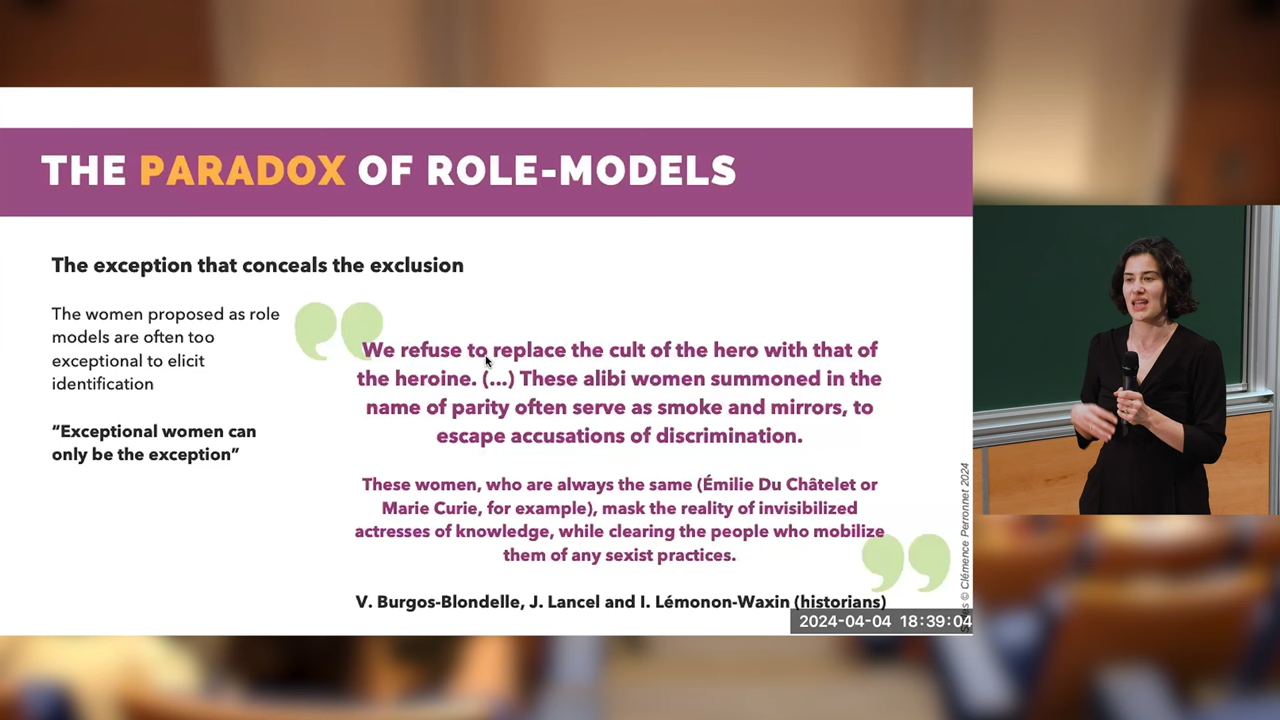 THE PARADOX OF ROLE-MODELS
The exception that conceals the exclusion
The women proposed as role
models are often too
exceptional to elicit
identification
“Exceptional women can
only be the exception”
We refuse to replace the cult of the hero with that of
the heroine. (...) These alibi women summoned in the
name of parity often serve as smoke and mirrors, to
escape accusations of discrimination.
These women, who are always the same (Émilie Du Châtelet or
Marie Curie, for example), mask the reality of invisibilized
actresses of knowledge, while clearing the people who mobilize
them of any sexist practices.
V. Burgos-Blondelle, J. Lancel and I. Lémonon-Waxin (historians)
© Clémence Perronnet 2024
2024-04-04 18:39:04